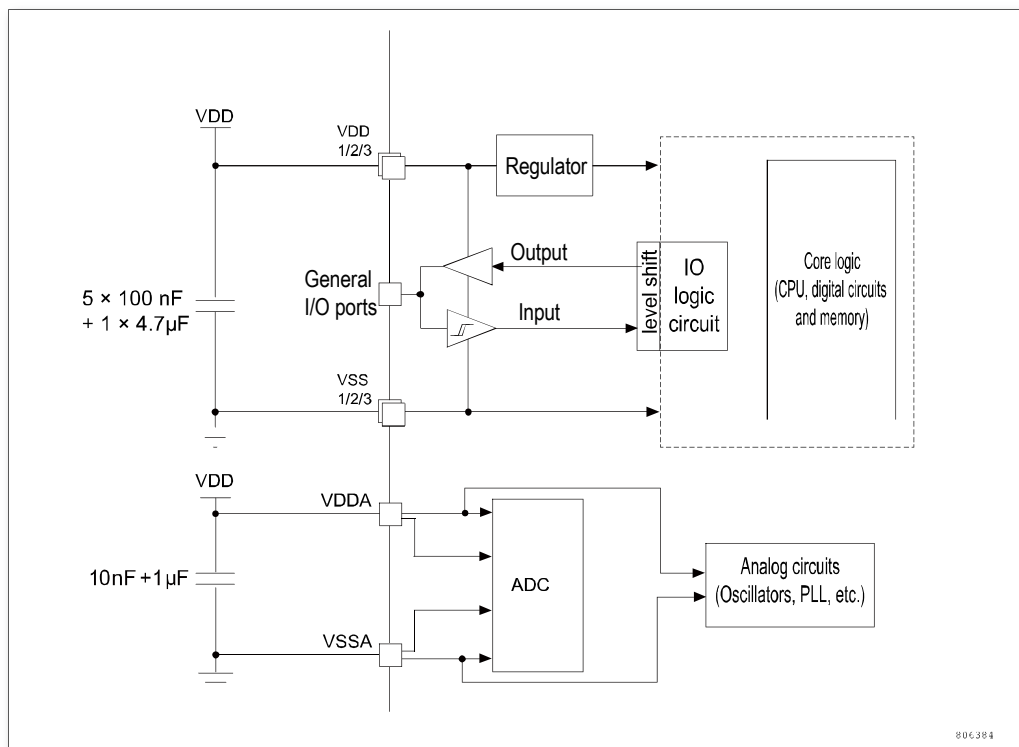 VDD
VDD
1/2/3
Regulator
Output
General
I/O ports
level shift
IO
logic
circuit
Core logic
(CPU, digital circuits
and memory)
5 × 100 nF
+ 1 × 4.7µF
Input
VSS
1/2/3
VDD
VDDA
10nF +1µF
ADC
Analog circuits
(Oscillators, PLL, etc.)
VSSA
806384